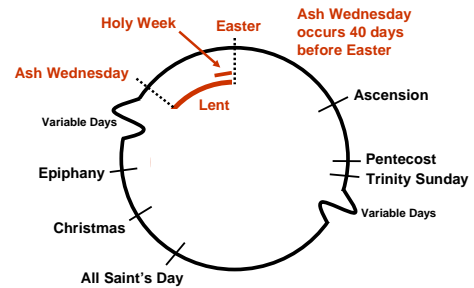 Holy Week
Easter
Ash Wednesday
occurs 40 days
before Easter
Ash Wednesday
Lent
Ascension
Variable Days
Pentecost
Epiphany
Trinity Sunday
Variable Days
Christmas
All Saint's Day